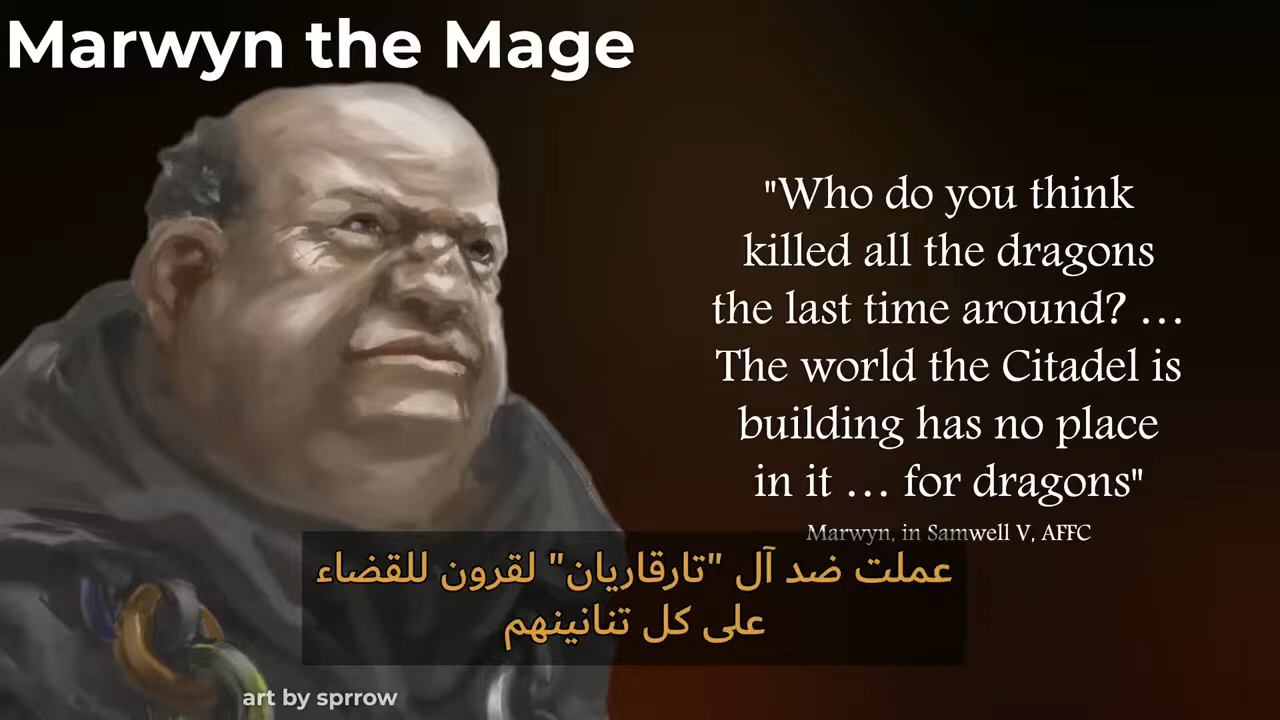 Marwyn the Mage
"Who do you think
killed all the dragons
the last time around? …
The world the Citadel is
building has no place
in it … for dragons"
Marwyn, in Samwell V, AFFC
عملت ضد آل "تارقاريان" لقرون للقضاء
على كل تنانينهم
art by sprrow